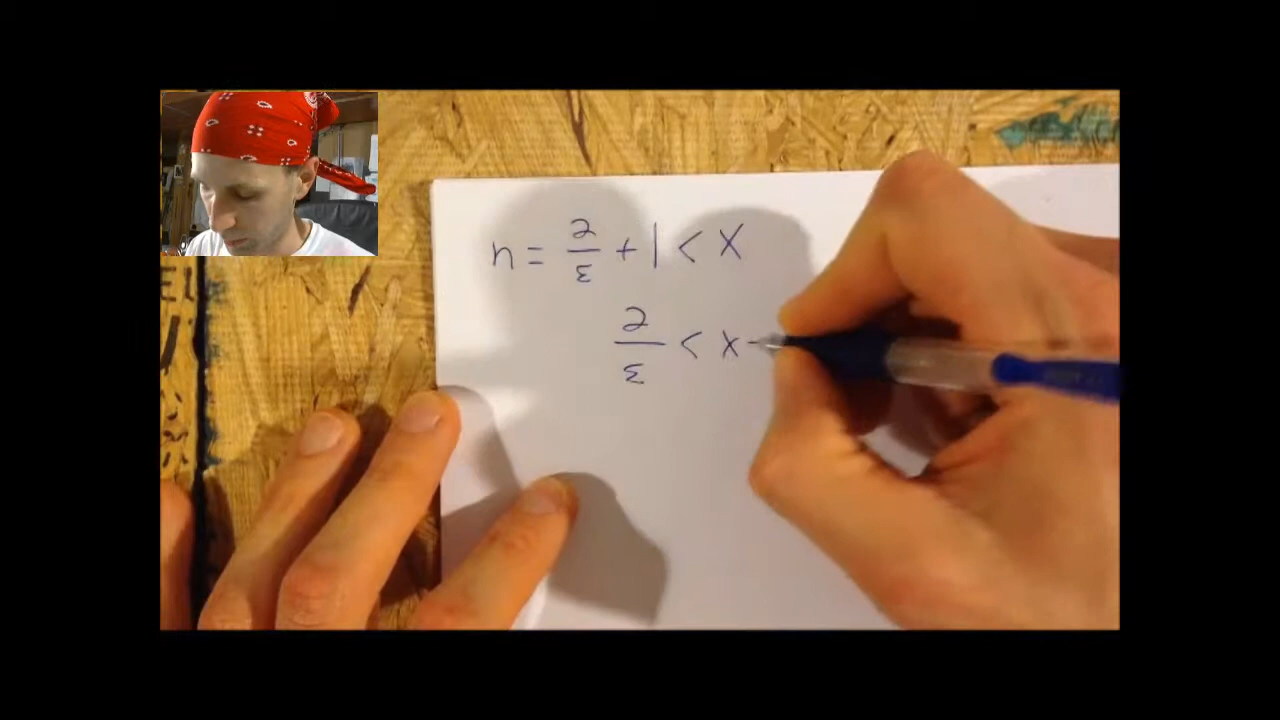 n = 2/ε + 1 < x
2/ε < x -